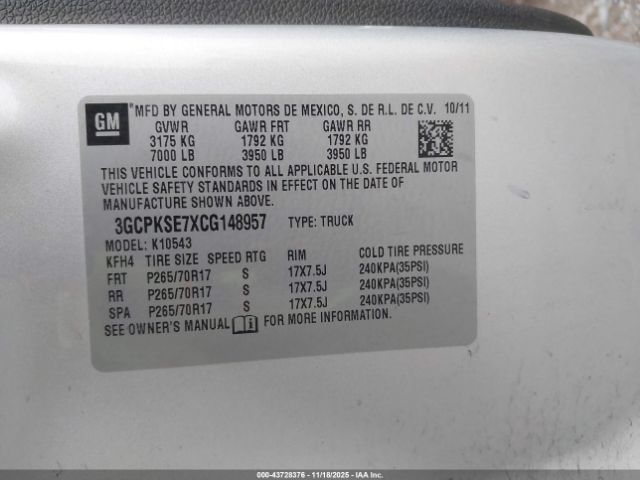 GM
MFD BY GENERAL MOTORS DE MEXICO, S. DE R.L. DE C.V. 10/11
GVWR GAWR FRT GAWR RR
3175 KG 1792 KG 1792 KG
7000 LB 3950 LB 3950 LB
THIS VEHICLE CONFORMS TO ALL APPLICABLE U.S. FEDERAL MOTOR
VEHICLE SAFETY STANDARDS IN EFFECT ON THE DATE OF
MANUFACTURE SHOWN ABOVE.
3GCPKSE7XCG148957 TYPE: TRUCK
MODEL: K10543
KFH4 TIRE SIZE SPEED RTG RIM COLD TIRE PRESSURE
FRT P265/70R17 S 17X7.5J 240KPA(35PSI)
RR P265/70R17 S 17X7.5J 240KPA(35PSI)
SPA P265/70R17 S 17X7.5J 240KPA(35PSI)
SEE OWNER'S MANUAL FOR MORE INFORMATION.
000-43728376 - 11/18/2025 - IAAI.COM